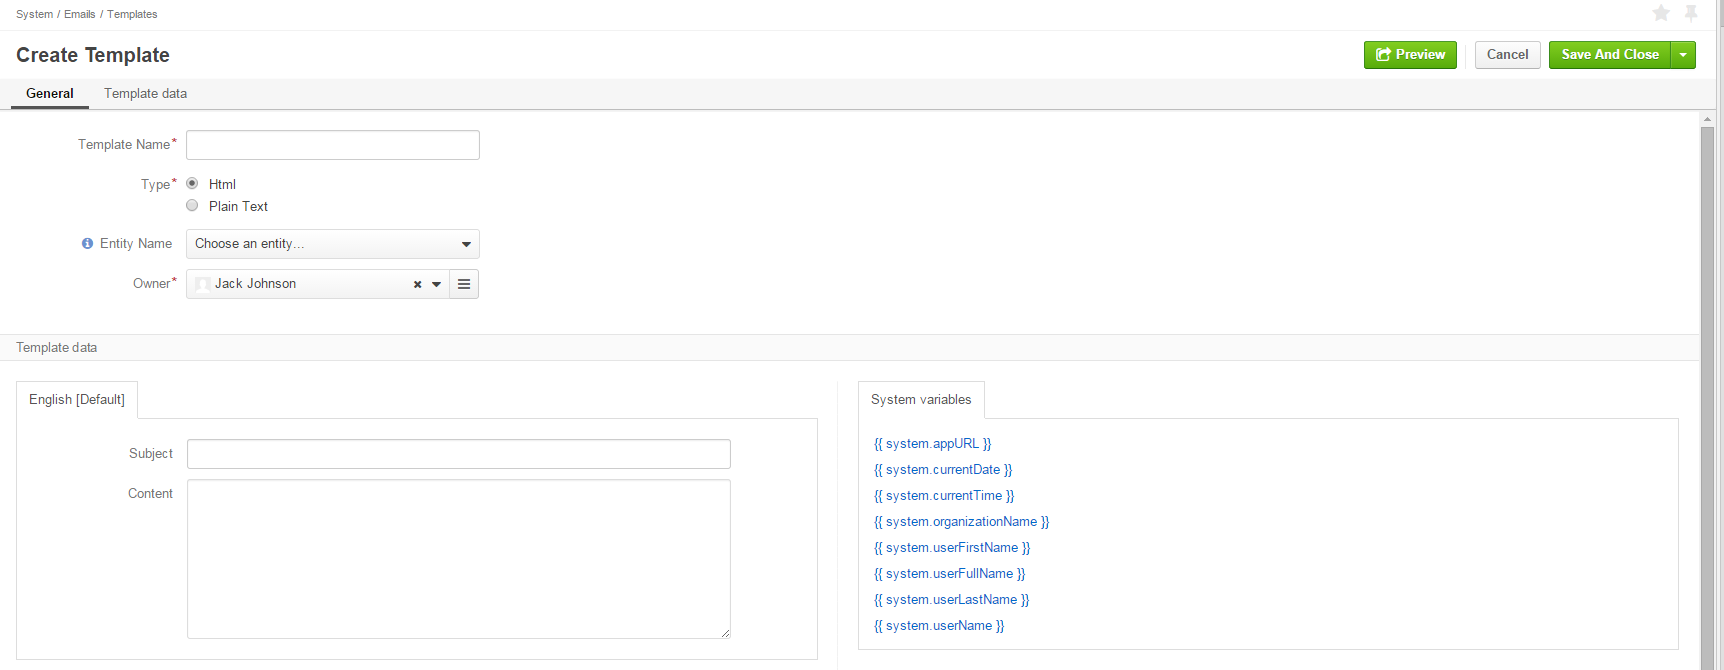 System / Emails / Templates
Create Template
Preview
Cancel
Save And Close
General
Template data
Template Name*
Type*
Html
Plain Text
Entity Name
Choose an entity...
Owner*
Jack Johnson
Template data
English [Default]
Subject
Content
System variables
{{ system.appURL }}
{{ system.currentDate }}
{{ system.currentTime }}
{{ system.organizationName }}
{{ system.userFirstName }}
{{ system.userFullName }}
{{ system.userLastName }}
{{ system.userName }}